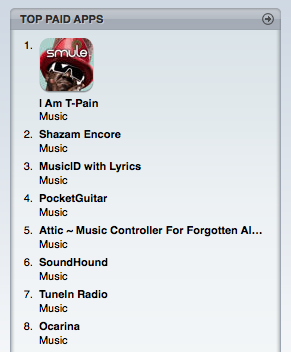 TOP PAID APPS
1.
smule
I Am T-Pain
Music
2. Shazam Encore
Music
3. MusicID with Lyrics
Music
4. PocketGuitar
Music
5. Attic ~ Music Controller For Forgotten Al...
Music
6. SoundHound
Music
7. TuneIn Radio
Music
8. Ocarina
Music